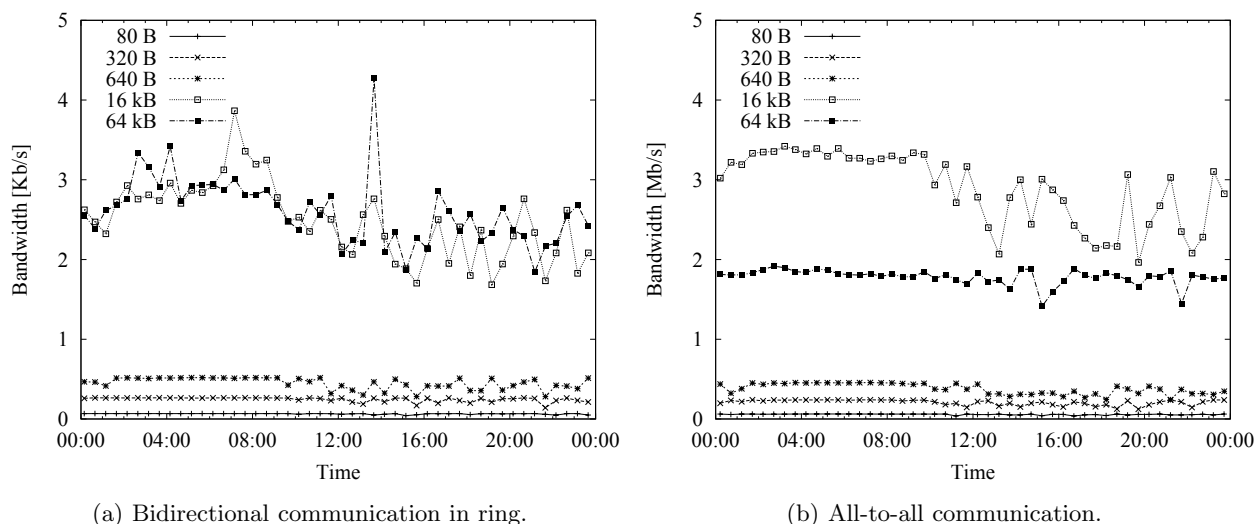 5
4
3
2
1
0
80 B
320 B
640 B
16 kB
64 kB
Bandwidth [Kb/s]
00:00 04:00 08:00 12:00 16:00 20:00 00:00
Time
(a) Bidirectional communication in ring.
5
4
3
2
1
0
80 B
320 B
640 B
16 kB
64 kB
Bandwidth [Mb/s]
00:00 04:00 08:00 12:00 16:00 20:00 00:00
Time
(b) All-to-all communication.